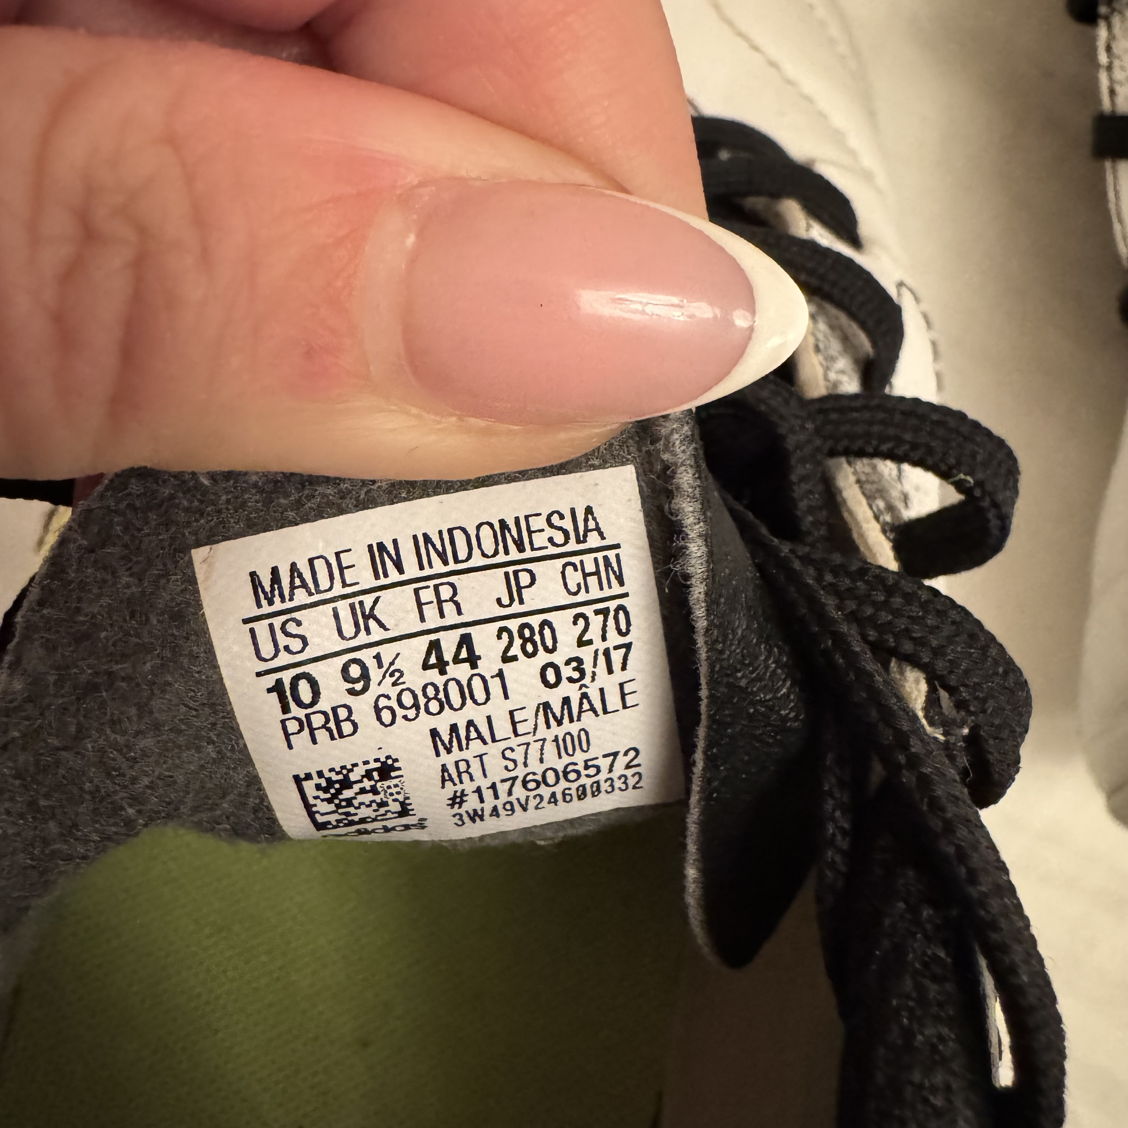 MADE IN INDONESIA
US UK FR JP CHN
10 9½ 44 280 270
PRB 698001 03/17
MALE/MÂLE
ART S77100
#117606572
3W49V24600332
adidas